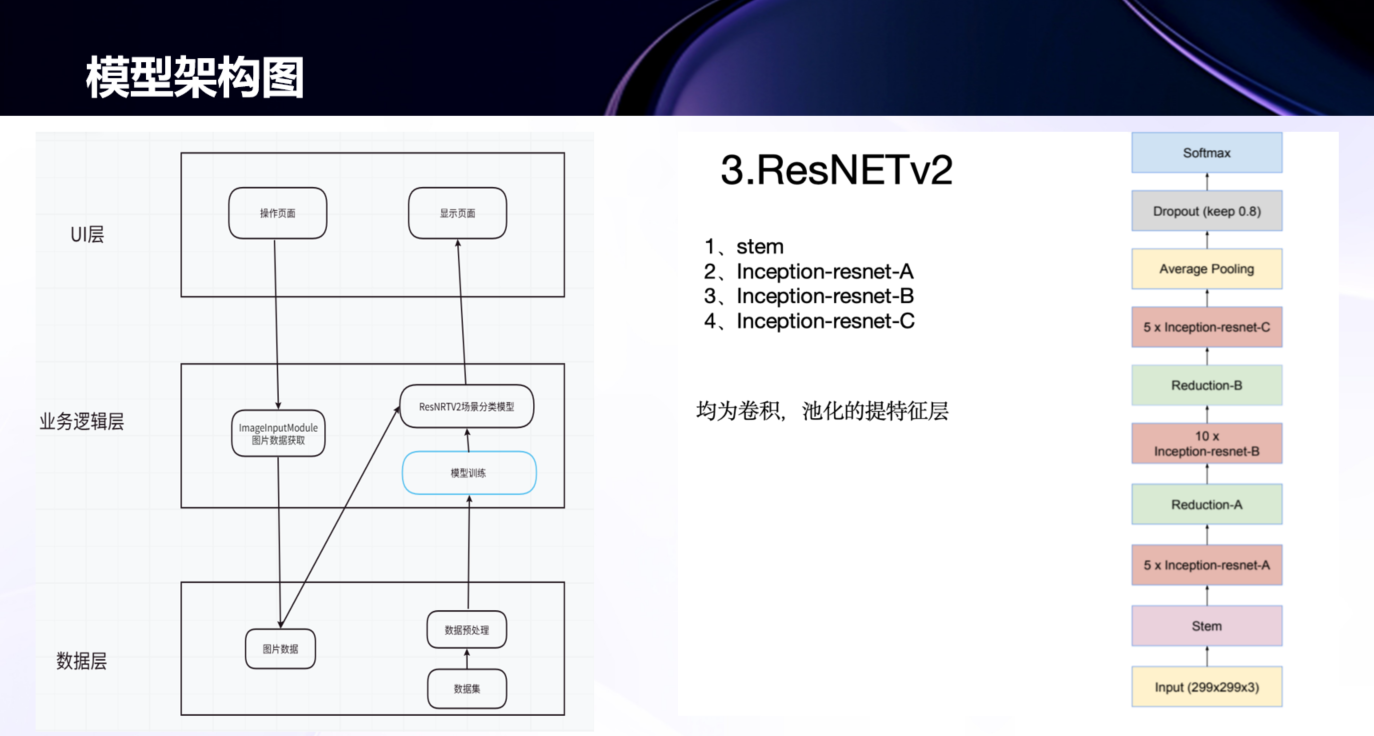 模型架构图
UI层
操作页面
显示页面
业务逻辑层
ImageInputModule
图片数据获取
ResNRTV2场景分类模型
模型训练
数据层
图片数据
数据预处理
数据集
3.ResNETv2
1、stem
2、Inception-resnet-A
3、Inception-resnet-B
4、Inception-resnet-C
均为卷积，池化的提特征层
Softmax
Dropout (keep 0.8)
Average Pooling
5 x Inception-resnet-C
Reduction-B
10 x
Inception-resnet-B
Reduction-A
5 x Inception-resnet-A
Stem
Input (299x299x3)